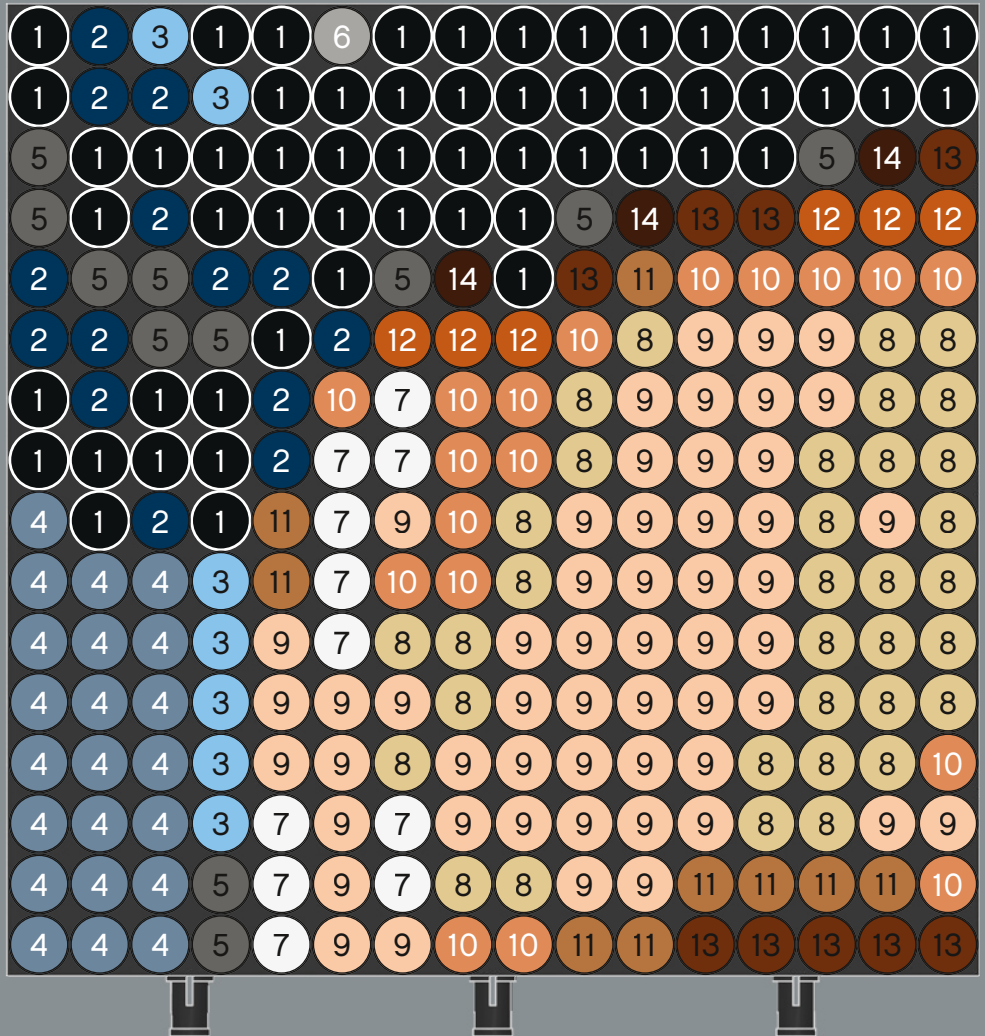 1 2 3 1 1 6 1 1 1 1 1 1 1 1 1 1
1 2 2 3 1 1 1 1 1 1 1 1 1 1 1 1
5 1 1 1 1 1 1 1 1 1 1 1 1 5 14 13
5 1 2 1 1 1 1 1 1 5 14 13 13 12 12 12
2 5 5 2 2 1 5 14 1 13 11 10 10 10 10 10
2 2 5 5 1 2 12 12 12 10 8 9 9 9 8 8
1 2 1 1 2 10 7 10 10 8 9 9 9 9 8 8
1 1 1 1 2 7 7 10 10 8 9 9 9 8 8 8
4 1 2 1 11 7 9 10 8 9 9 9 9 8 9 8
4 4 4 3 11 7 10 10 8 9 9 9 9 8 8 8
4 4 4 3 9 7 8 8 9 9 9 9 9 8 8 8
4 4 4 3 9 9 9 8 9 9 9 9 9 8 8 8
4 4 4 3 9 9 8 9 9 9 9 9 8 8 8 10
4 4 4 3 7 9 7 9 9 9 9 9 8 8 9 9
4 4 4 5 7 9 7 8 8 9 9 11 11 11 11 10
4 4 4 5 7 9 9 10 10 11 11 13 13 13 13 13